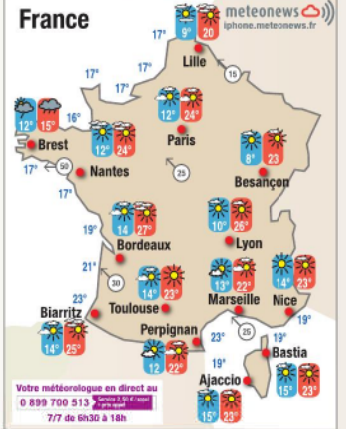 France
meteonews
iphone.meteonews.fr
9° 20
17°
Lille
17° 17°
15
12° 24°
Paris
12° 15°
16°
Brest
12° 24°
17° 50
Nantes
25
8° 23
Besançon
17°
19°
14 27°
Bordeaux
10° 26°
Lyon
21°
30
14° 23°
Toulouse
13° 22°
Marseille
14° 23°
Nice
23°
Biarritz
14° 25°
Perpignan
12 22°
23°
25
19°
19°
Bastia
15° 23°
19°
Ajaccio
15° 23°
Votre météorologue en direct au
0 899 700 513
7/7 de 6h30 à 18h